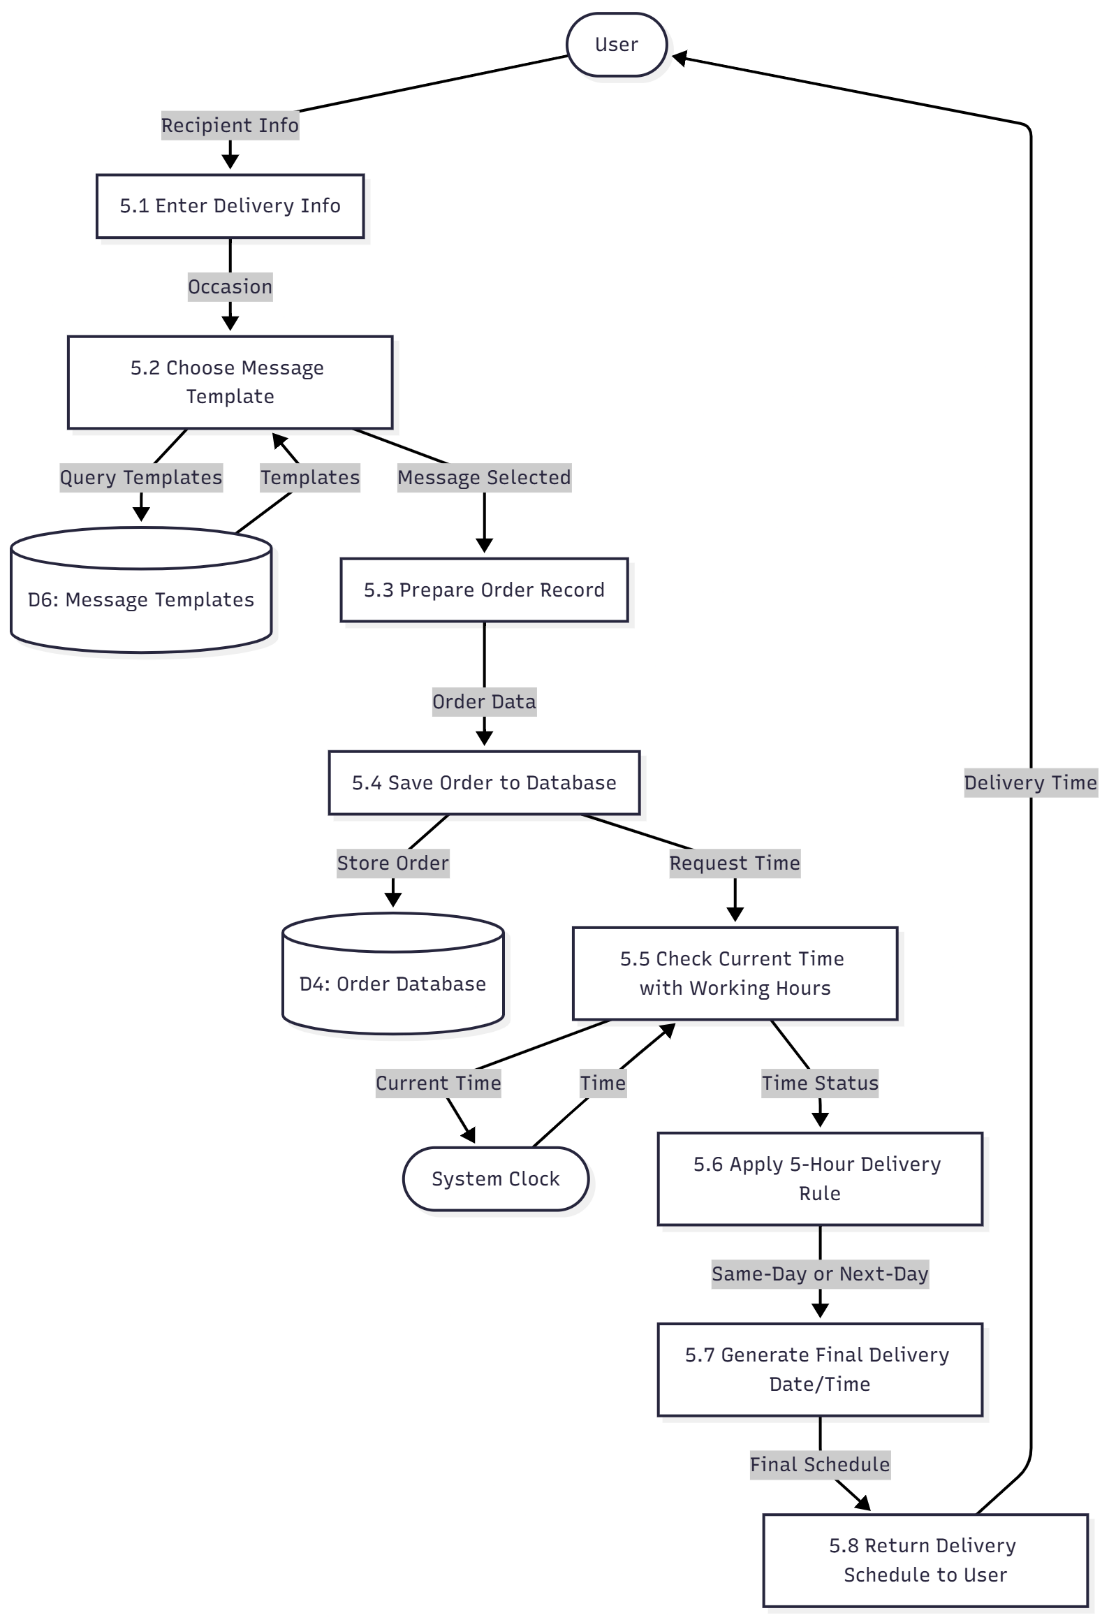 User
Recipient Info
5.1 Enter Delivery Info
Occasion
5.2 Choose Message
Template
Query Templates
Templates
Message Selected
D6: Message Templates
5.3 Prepare Order Record
Order Data
5.4 Save Order to Database
Delivery Time
Store Order
Request Time
D4: Order Database
5.5 Check Current Time
with Working Hours
Current Time
Time
Time Status
System Clock
5.6 Apply 5-Hour Delivery
Rule
Same-Day or Next-Day
5.7 Generate Final Delivery
Date/Time
Final Schedule
5.8 Return Delivery
Schedule to User